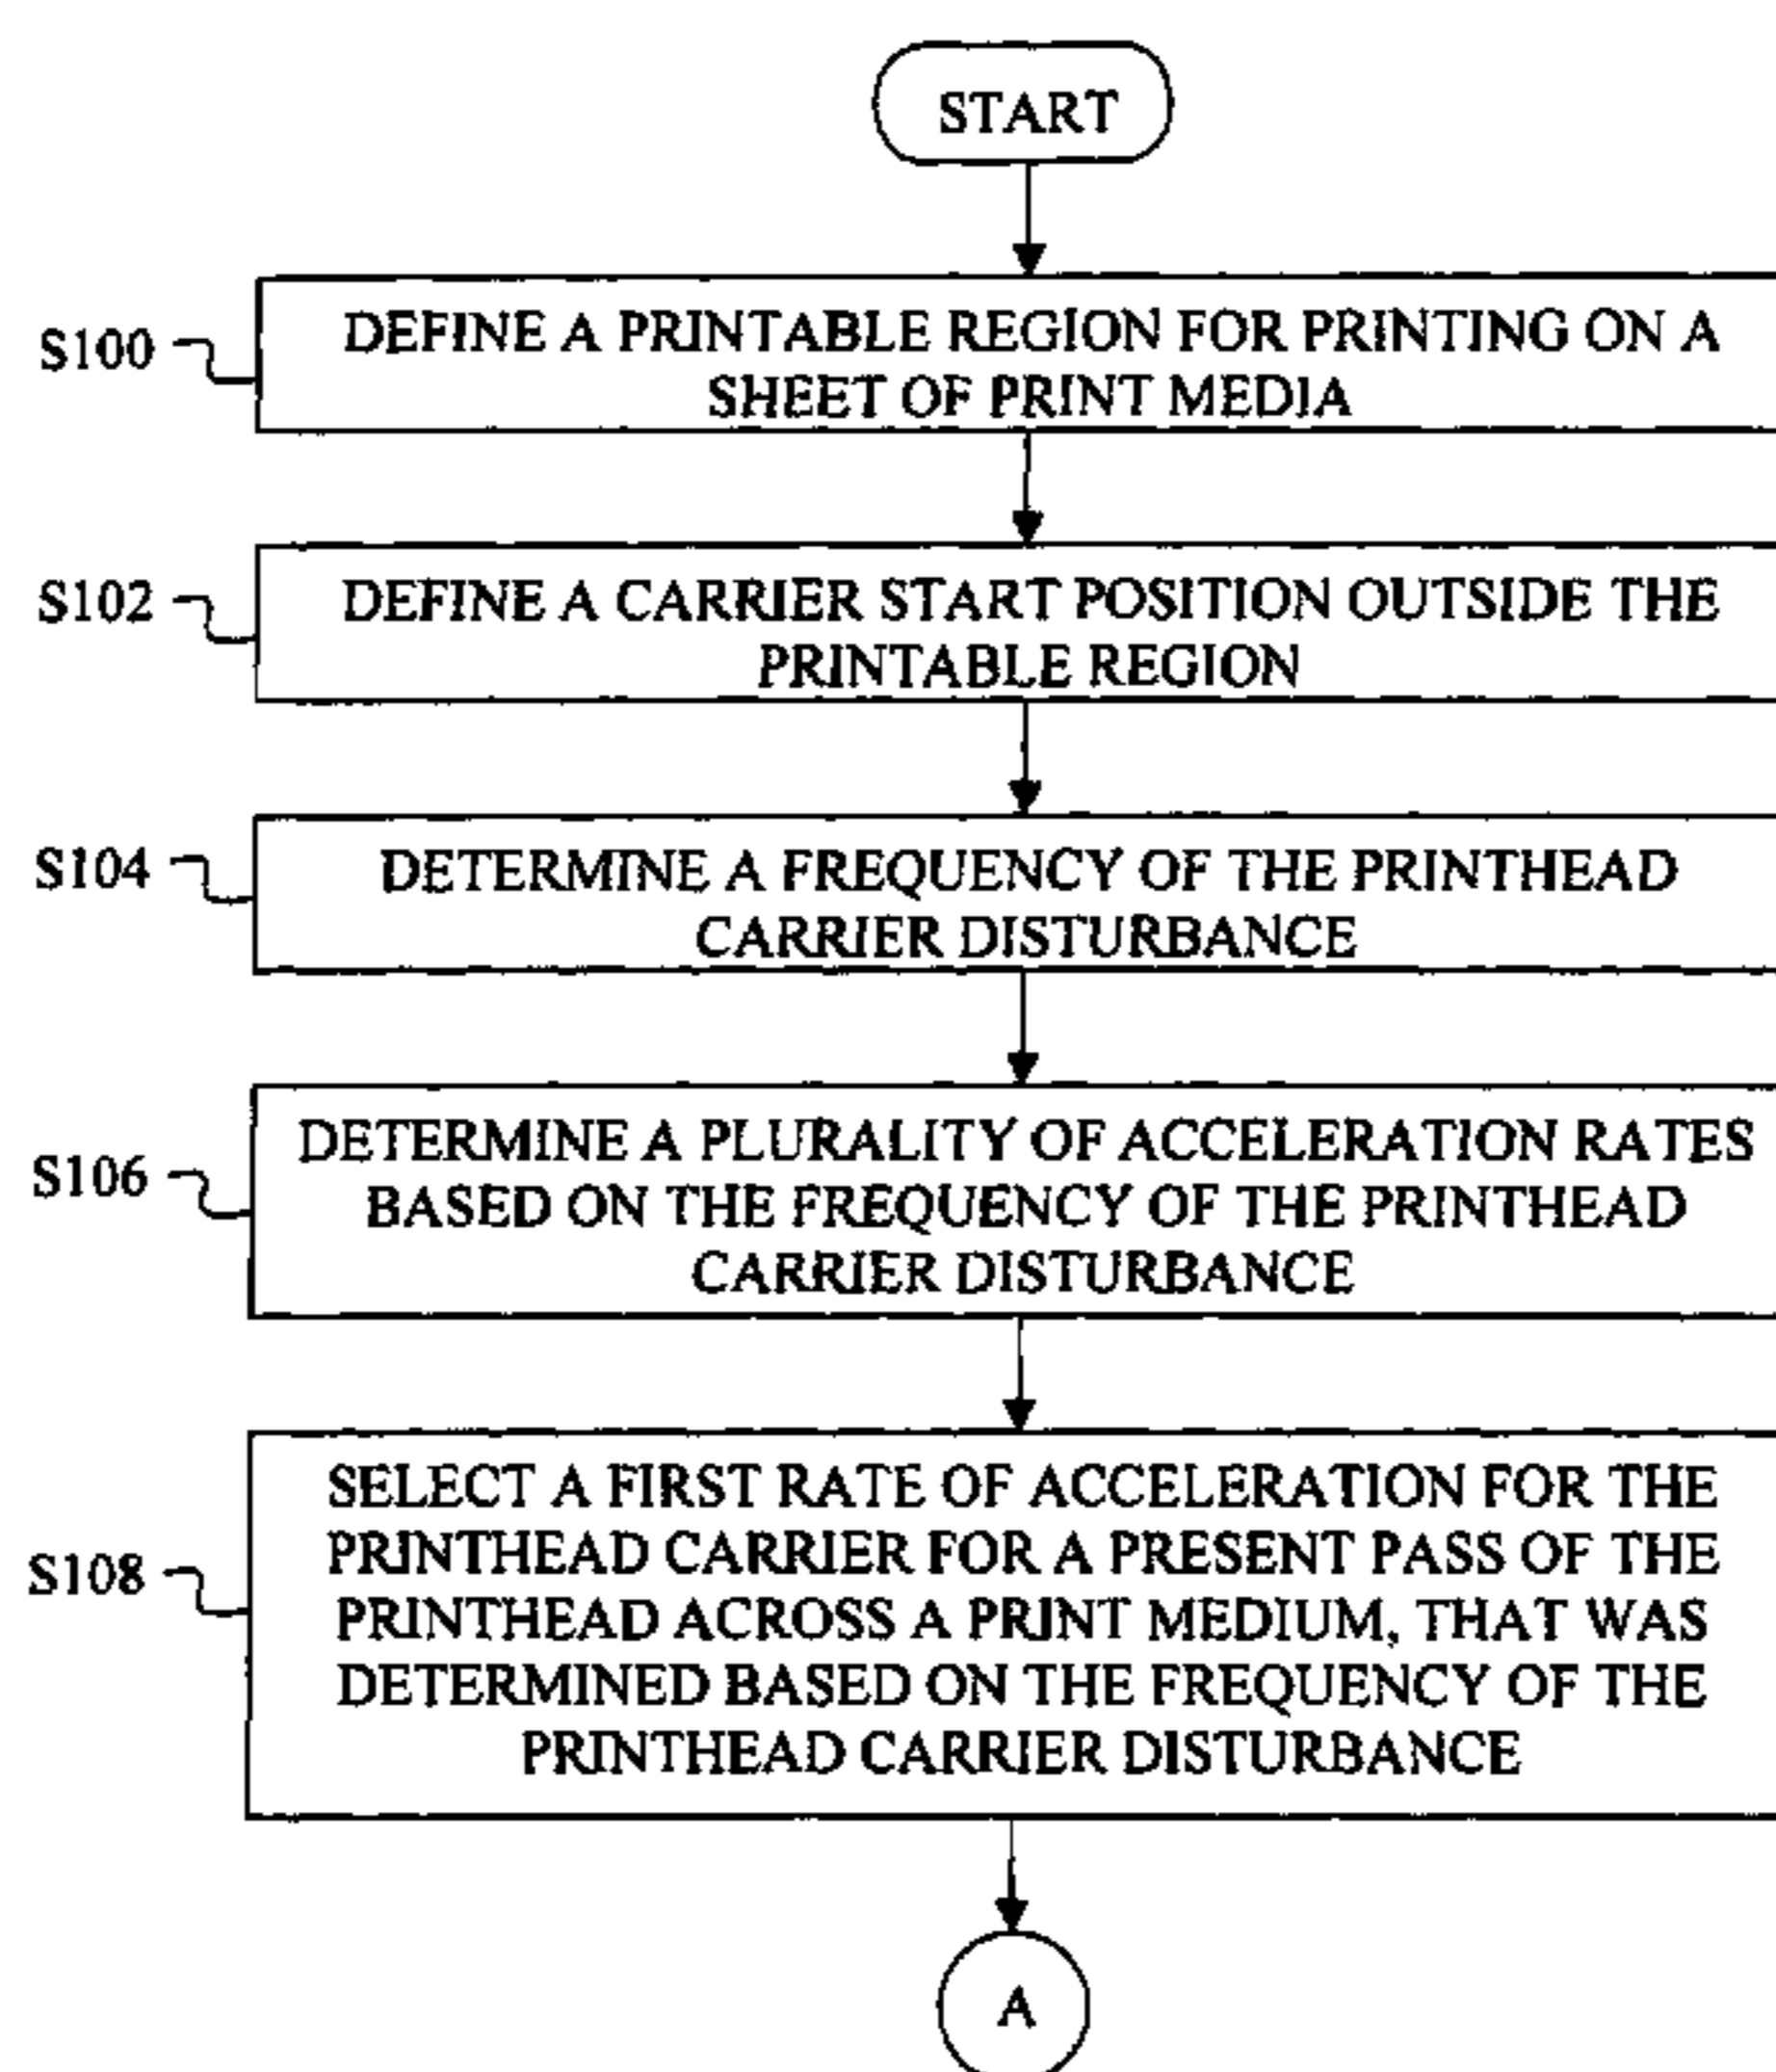 START
S100
DEFINE A PRINTABLE REGION FOR PRINTING ON A
SHEET OF PRINT MEDIA
S102
DEFINE A CARRIER START POSITION OUTSIDE THE
PRINTABLE REGION
S104
DETERMINE A FREQUENCY OF THE PRINTHEAD
CARRIER DISTURBANCE
S106
DETERMINE A PLURALITY OF ACCELERATION RATES
BASED ON THE FREQUENCY OF THE PRINTHEAD
CARRIER DISTURBANCE
S108
SELECT A FIRST RATE OF ACCELERATION FOR THE
PRINTHEAD CARRIER FOR A PRESENT PASS OF THE
PRINTHEAD ACROSS A PRINT MEDIUM, THAT WAS
DETERMINED BASED ON THE FREQUENCY OF THE
PRINTHEAD CARRIER DISTURBANCE
A